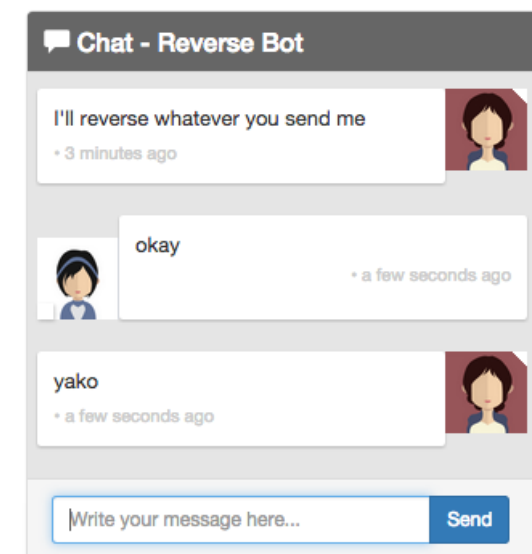 Chat - Reverse Bot
I'll reverse whatever you send me
• 3 minutes ago
okay
• a few seconds ago
yako
• a few seconds ago
Write your message here...
Send